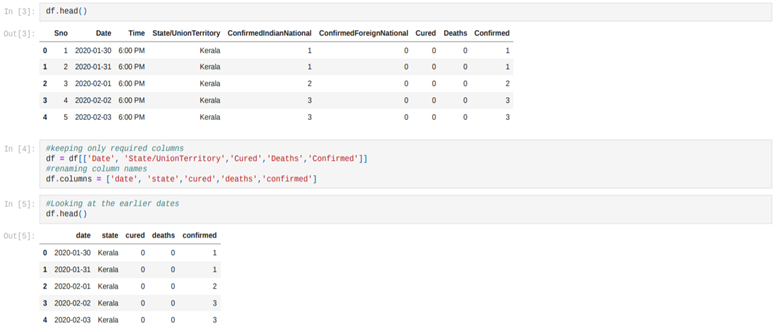 In [3]: df.head()
Out[3]:
Sno Date Time State/UnionTerritory ConfirmedIndianNational ConfirmedForeignNational Cured Deaths Confirmed
0 1 2020-01-30 6:00 PM Kerala 1 0 0 0 1
1 2 2020-01-31 6:00 PM Kerala 1 0 0 0 1
2 3 2020-02-01 6:00 PM Kerala 2 0 0 0 2
3 4 2020-02-02 6:00 PM Kerala 3 0 0 0 3
4 5 2020-02-03 6:00 PM Kerala 3 0 0 0 3
In [4]: #keeping only required columns
df = df[['Date', 'State/UnionTerritory','Cured','Deaths','Confirmed']]
#renaming column names
df.columns = ['date', 'state','cured','deaths','confirmed']
In [5]: #Looking at the earlier dates
df.head()
Out[5]:
date state cured deaths confirmed
0 2020-01-30 Kerala 0 0 1
1 2020-01-31 Kerala 0 0 1
2 2020-02-01 Kerala 0 0 2
3 2020-02-02 Kerala 0 0 3
4 2020-02-03 Kerala 0 0 3